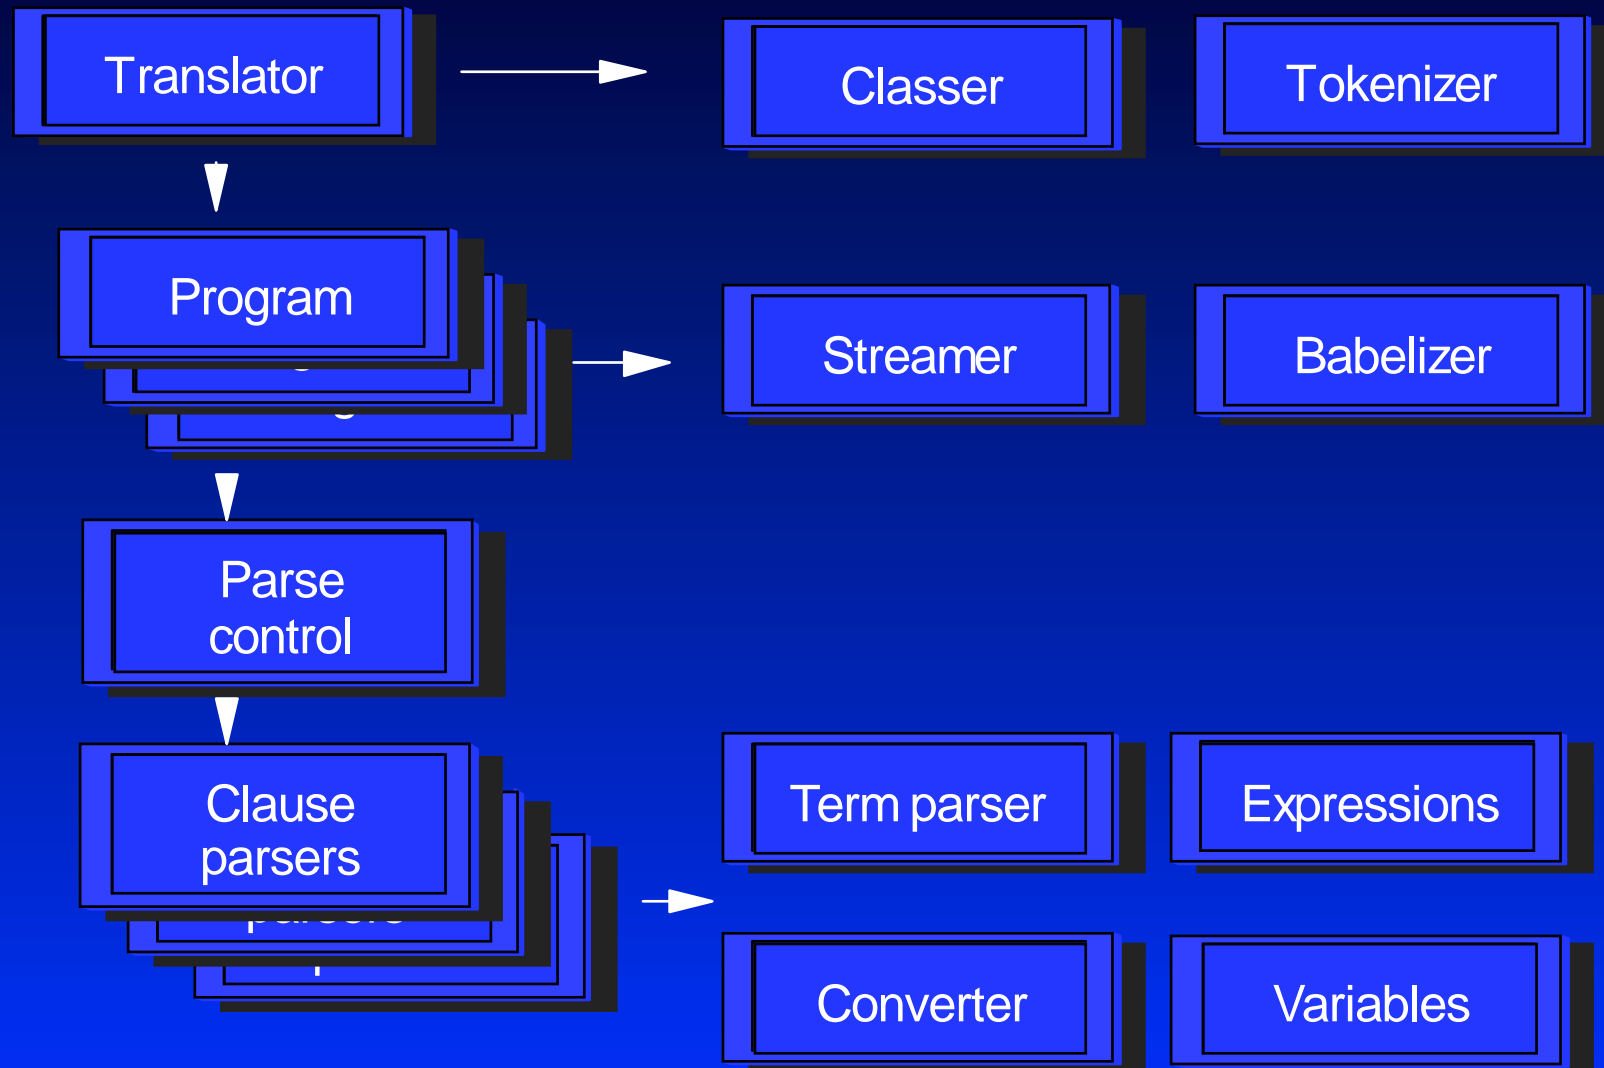 Translator
Classer
Tokenizer
Program
Streamer
Babelizer
Parse
control
Clause
parsers
Term parser
Expressions
Converter
Variables